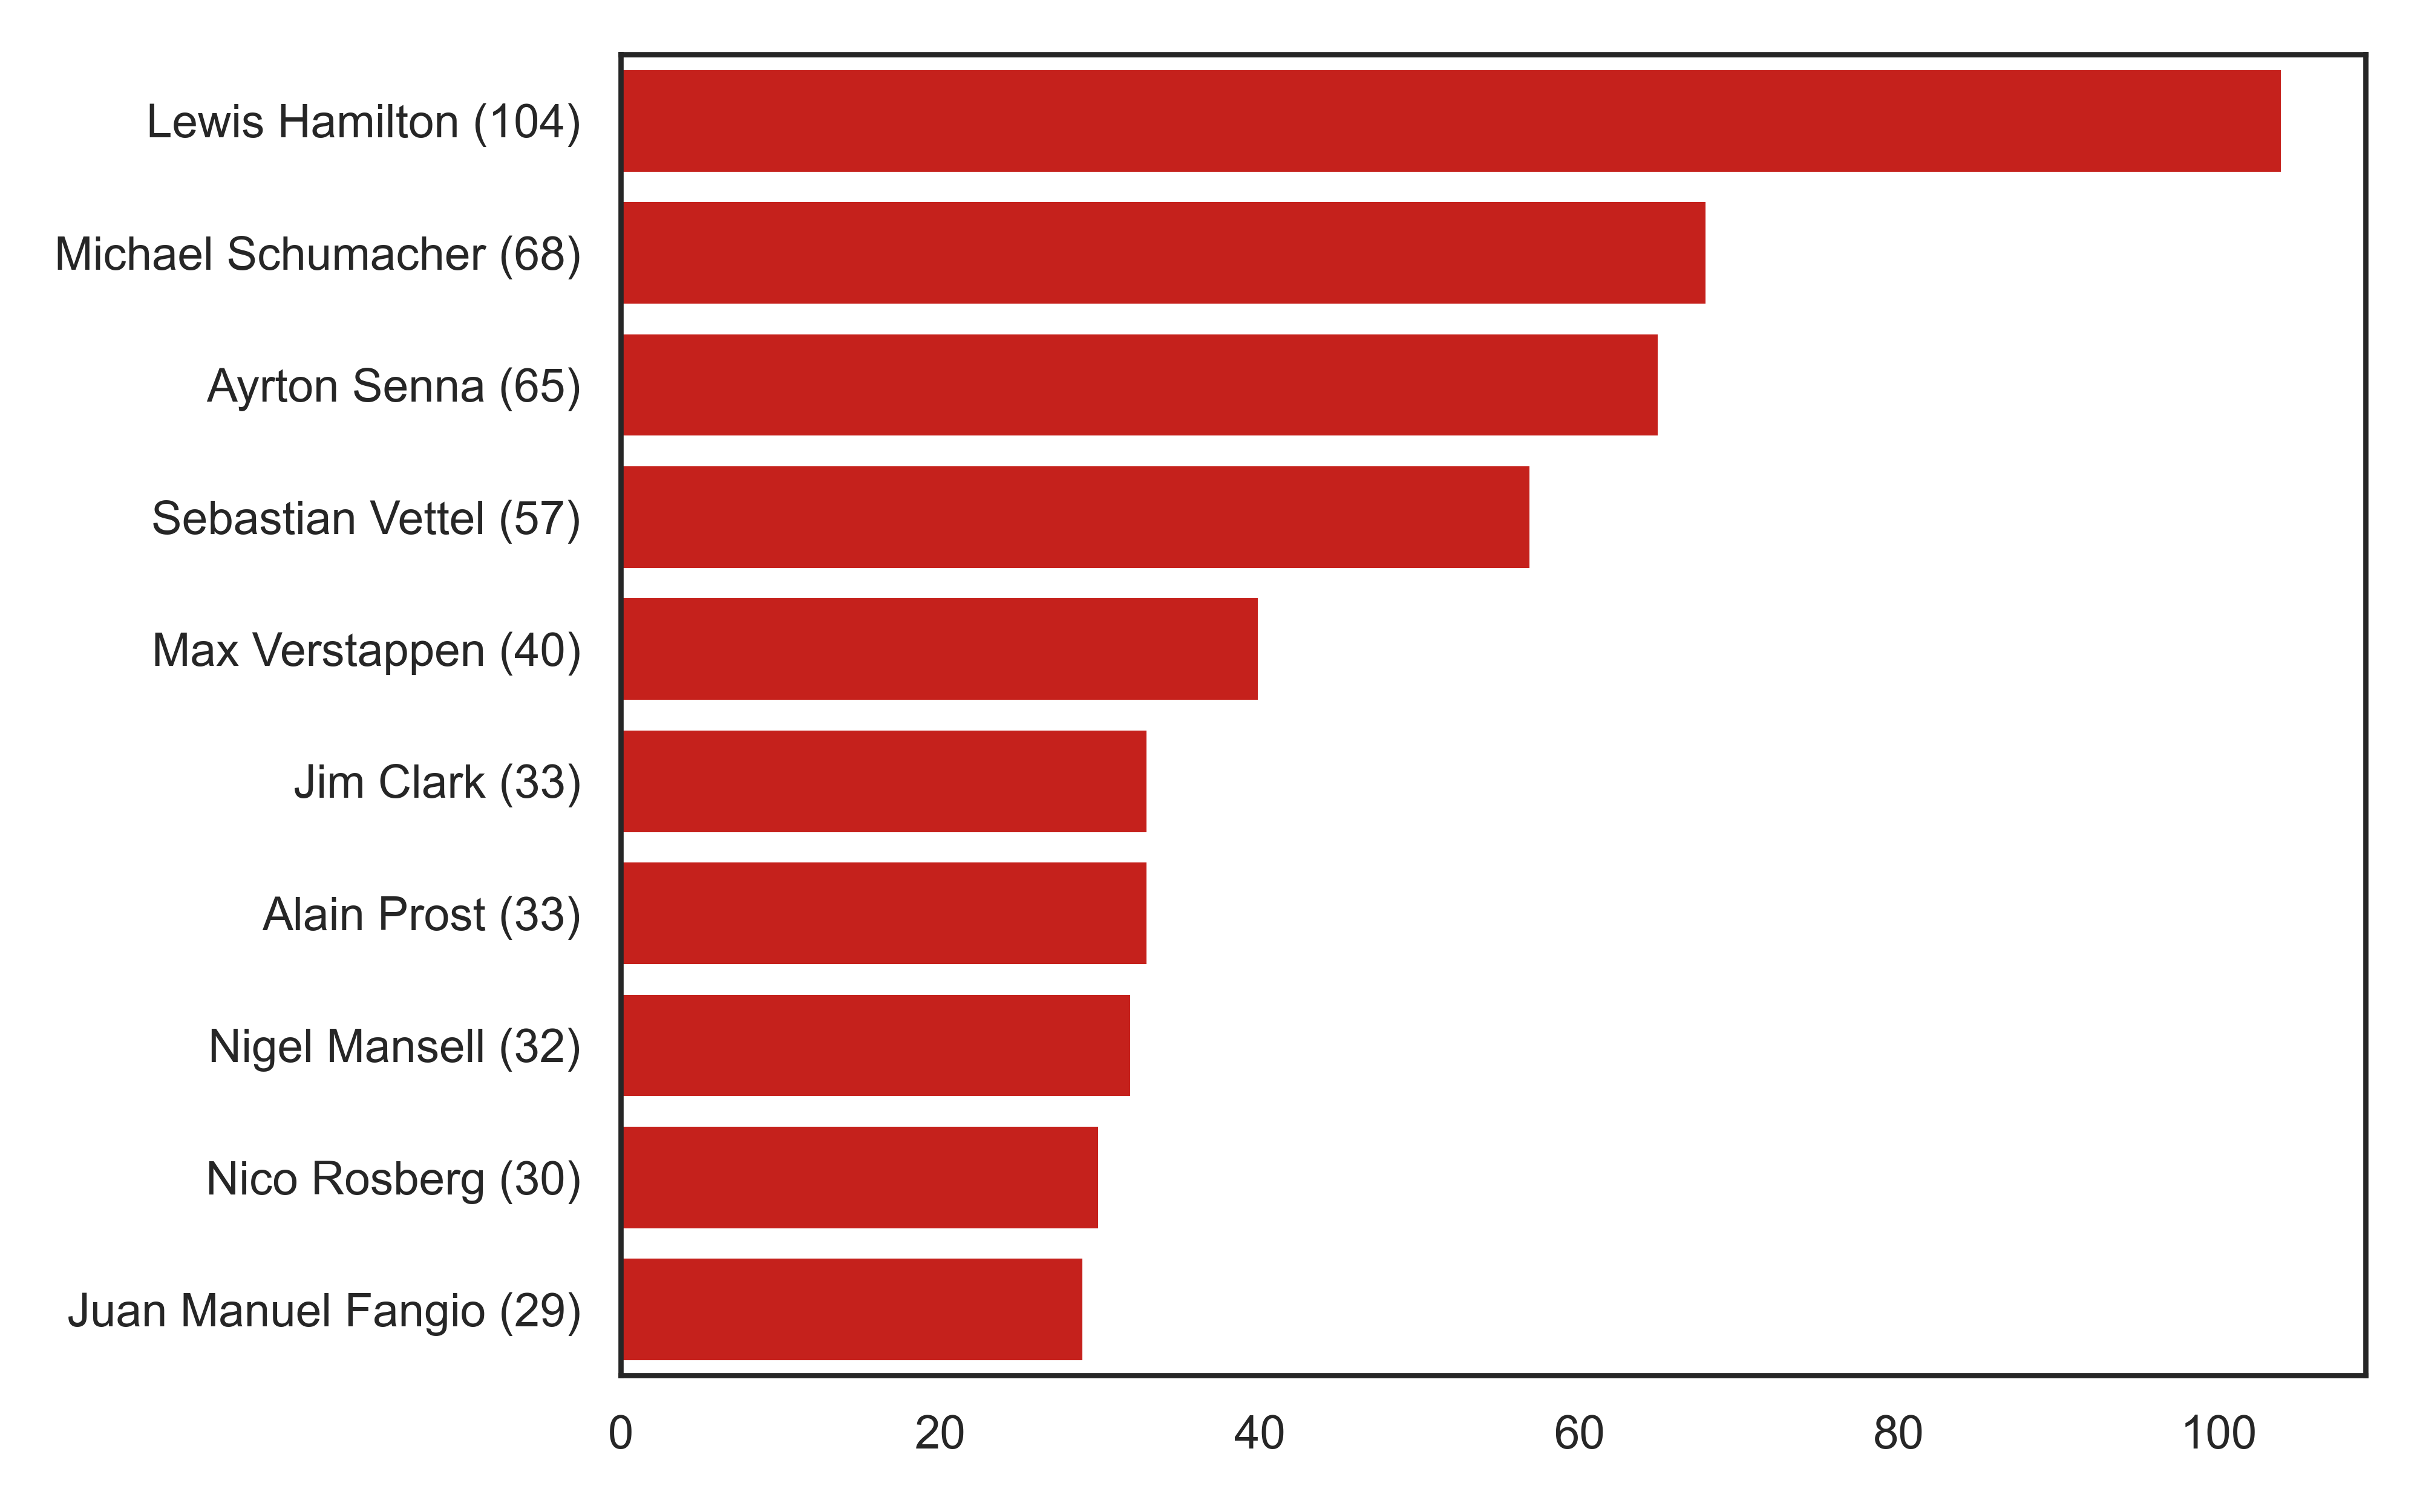 Lewis Hamilton (104)
Michael Schumacher (68)
Ayrton Senna (65)
Sebastian Vettel (57)
Max Verstappen (40)
Jim Clark (33)
Alain Prost (33)
Nigel Mansell (32)
Nico Rosberg (30)
Juan Manuel Fangio (29)
0 20 40 60 80 100